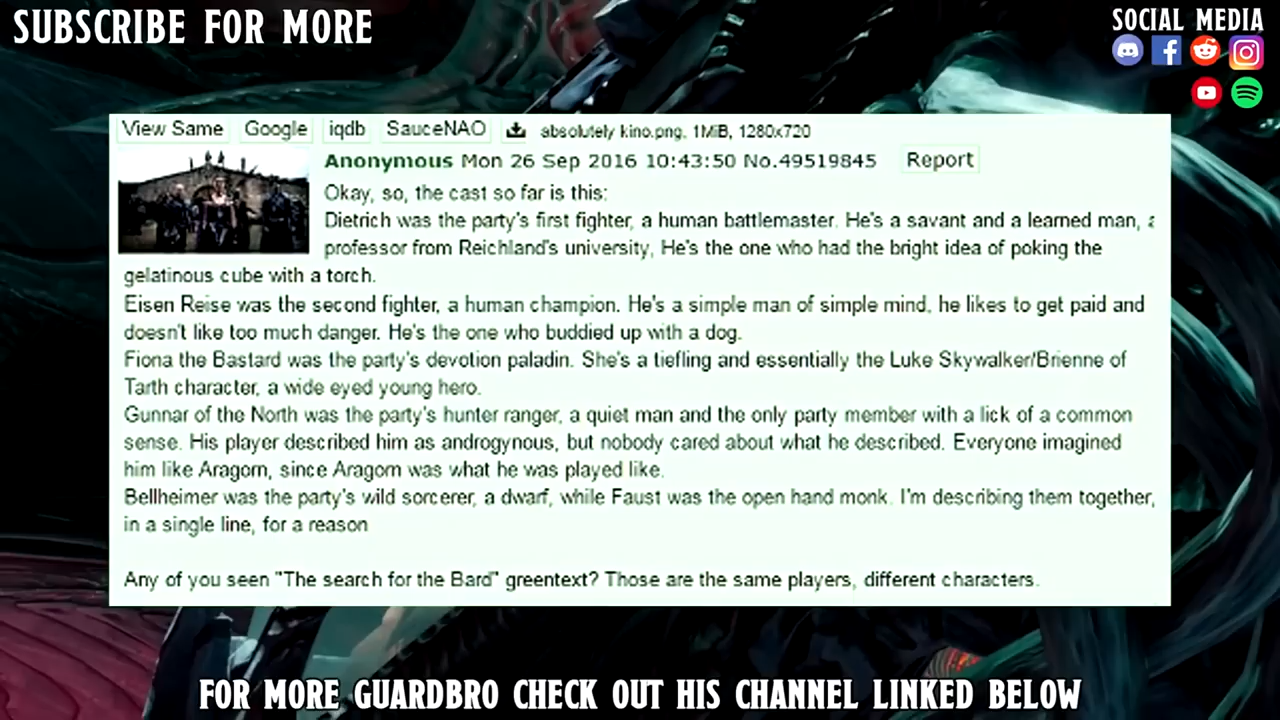 SUBSCRIBE FOR MORE
SOCIAL MEDIA
View Same Google iqdb SauceNAO absolutely kino.png, 1MiB, 1280x720
Anonymous Mon 26 Sep 2016 10:43:50 No.49519845 Report
Okay, so, the cast so far is this:
Dietrich was the party's first fighter, a human battlemaster. He's a savant and a learned man, a
professor from Reichland's university, He's the one who had the bright idea of poking the
gelatinous cube with a torch.
Eisen Reise was the second fighter, a human champion. He's a simple man of simple mind, he likes to get paid and
doesn't like too much danger. He's the one who buddied up with a dog.
Fiona the Bastard was the party's devotion paladin. She's a tiefling and essentially the Luke Skywalker/Brienne of
Tarth character, a wide eyed young hero.
Gunnar of the North was the party's hunter ranger, a quiet man and the only party member with a lick of a common
sense. His player described him as androgynous, but nobody cared about what he described. Everyone imagined
him like Aragorn, since Aragorn was what he was played like.
Bellheimer was the party's wild sorcerer, a dwarf, while Faust was the open hand monk. I'm describing them together,
in a single line, for a reason
Any of you seen "The search for the Bard" greentext? Those are the same players, different characters.
FOR MORE GUARDBRO CHECK OUT HIS CHANNEL LINKED BELOW